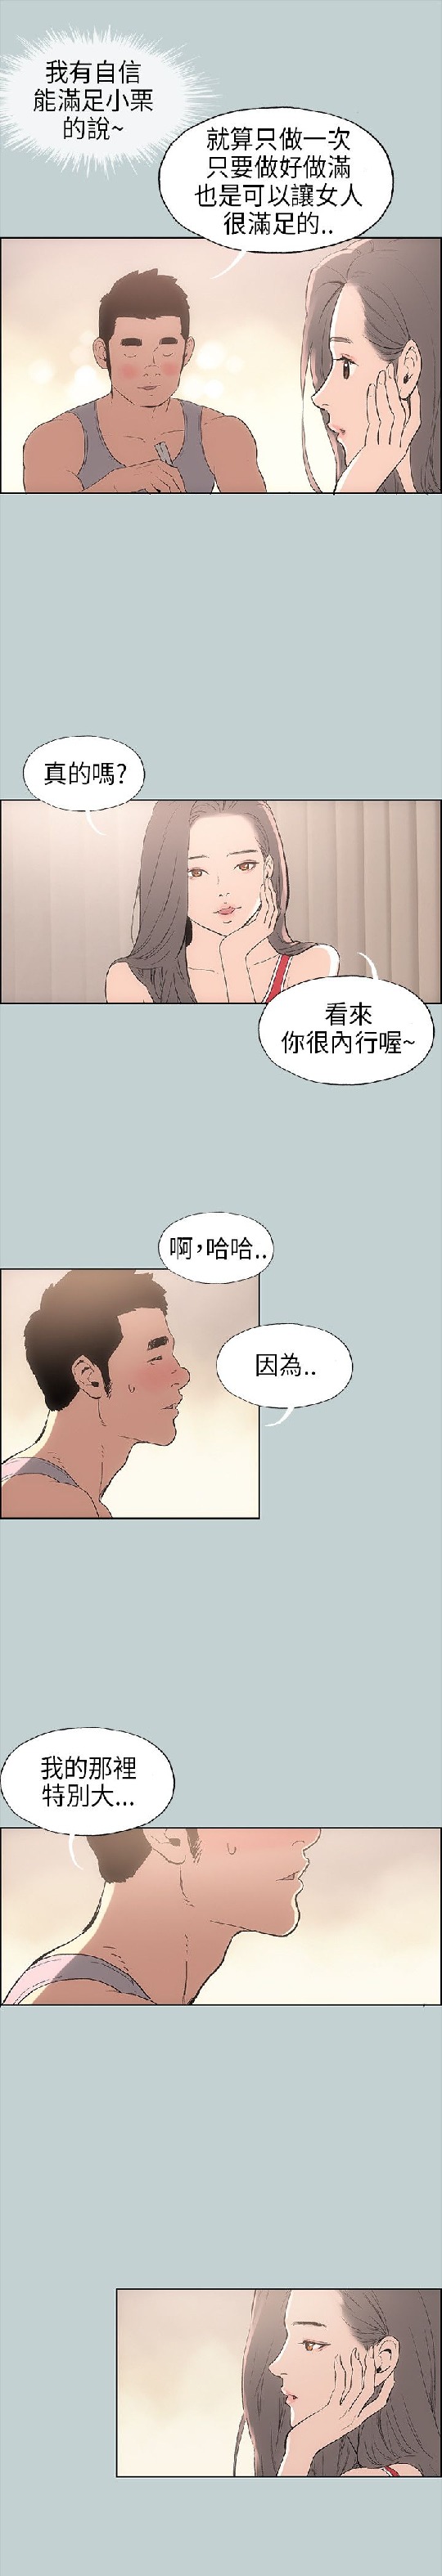 我有自信
能滿足小栗
的說~
就算只做一次
只要做好做滿
也是可以讓女人
很滿足的..
真的嗎?
看來
你很內行喔~
啊,哈哈..
因為..
我的那裡
特別大...